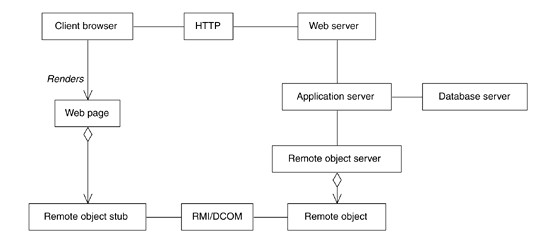 Client browser
HTTP
Web server
Renders
Application server
Database server
Web page
Remote object server
Remote object stub
RMI/DCOM
Remote object